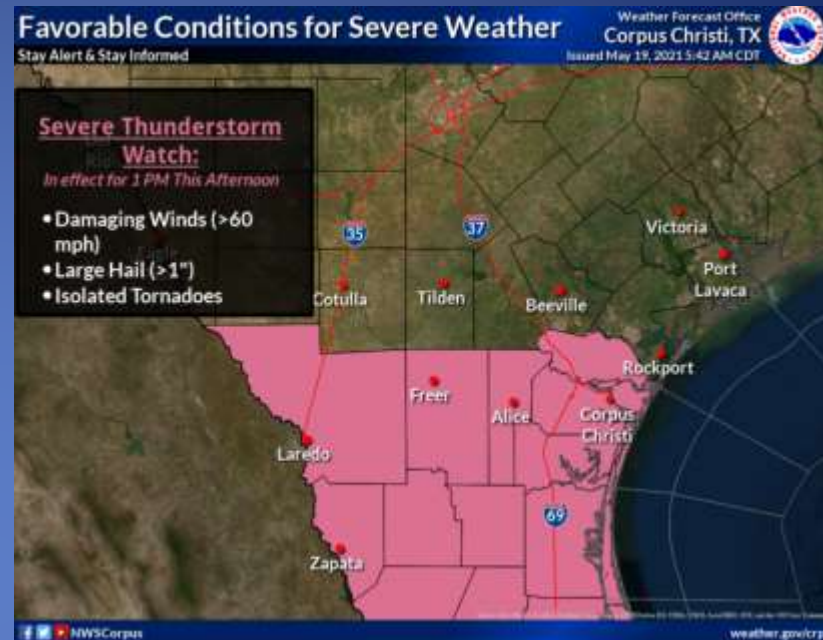 Favorable Conditions for Severe Weather
Weather Forecast Office
Corpus Christi, TX
Stay Alert & Stay Informed
Issued May 19, 2021 5:42 AM CDT
Severe Thunderstorm
Watch:
In effect for 1 PM This Afternoon
• Damaging Winds (>60
mph)
• Large Hail (>1")
• Isolated Tornadoes
35
37
Victoria
Port
Lavaca
Cotulla
Tilden
Beeville
Rockport
Freer
Alice
Corpus
Christi
Laredo
69
Zapata
NWSCorpus
weather.gov/crp